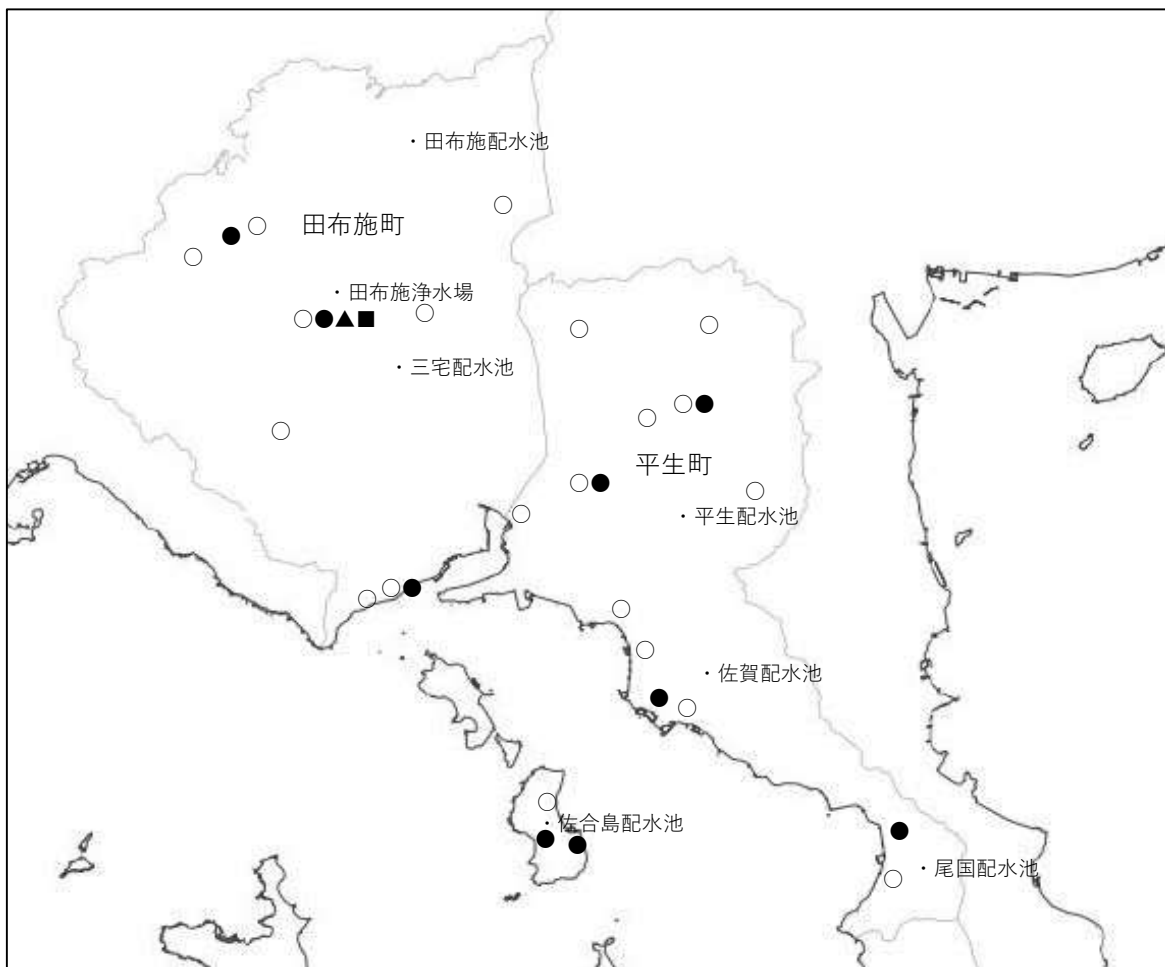 ・田布施配水池
田布施町
・田布施浄水場
・三宅配水池
平生町
・平生配水池
・佐賀配水池
・佐合島配水池
・尾国配水池